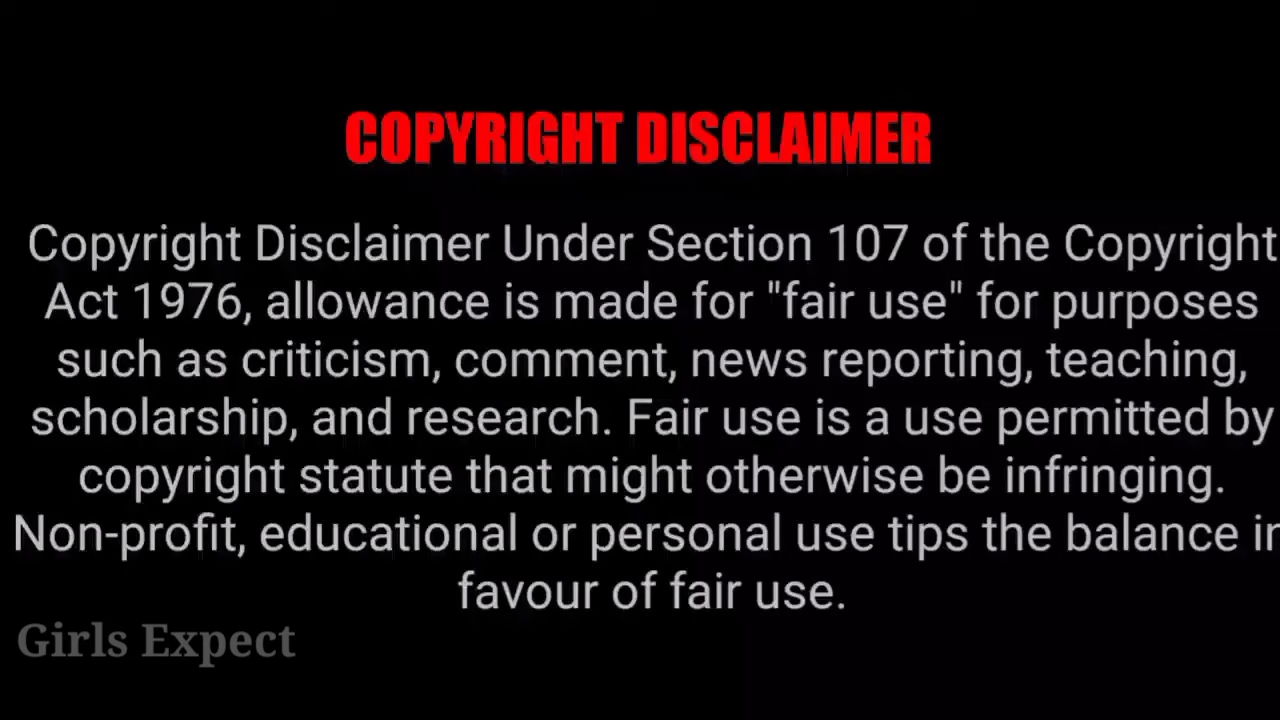 COPYRIGHT DISCLAIMER
Copyright Disclaimer Under Section 107 of the Copyright
Act 1976, allowance is made for "fair use" for purposes
such as criticism, comment, news reporting, teaching,
scholarship, and research. Fair use is a use permitted by
copyright statute that might otherwise be infringing.
Non-profit, educational or personal use tips the balance in
favour of fair use.
Girls Expect